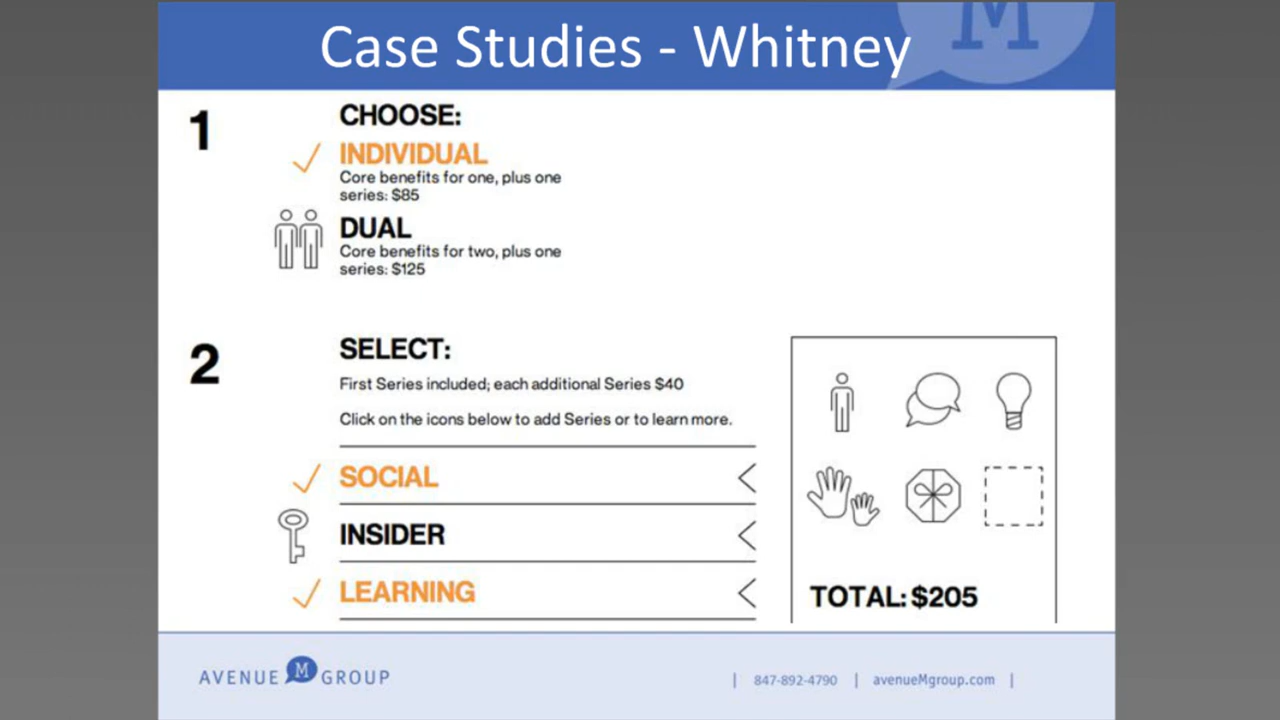 M
Case Studies - Whitney
1
CHOOSE:
INDIVIDUAL
Core benefits for one, plus one
series: $85
DUAL
Core benefits for two, plus one
series: $125
2
SELECT:
First Series included; each additional Series $40
Click on the icons below to add Series or to learn more.
SOCIAL
INSIDER
LEARNING
TOTAL: $205
AVENUE M GROUP
| 847-892-4790 | avenueMgroup.com |